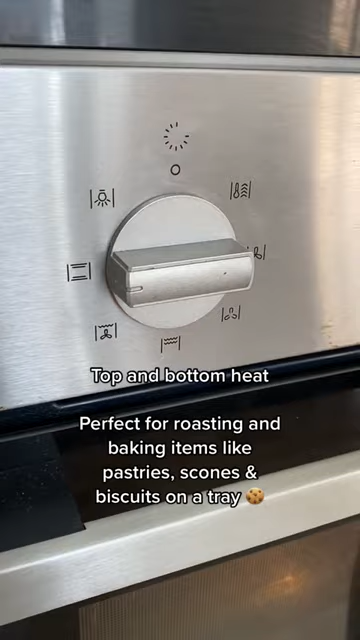 Top and bottom heat
Perfect for roasting and
baking items like
pastries, scones &
biscuits on a tray 🍪